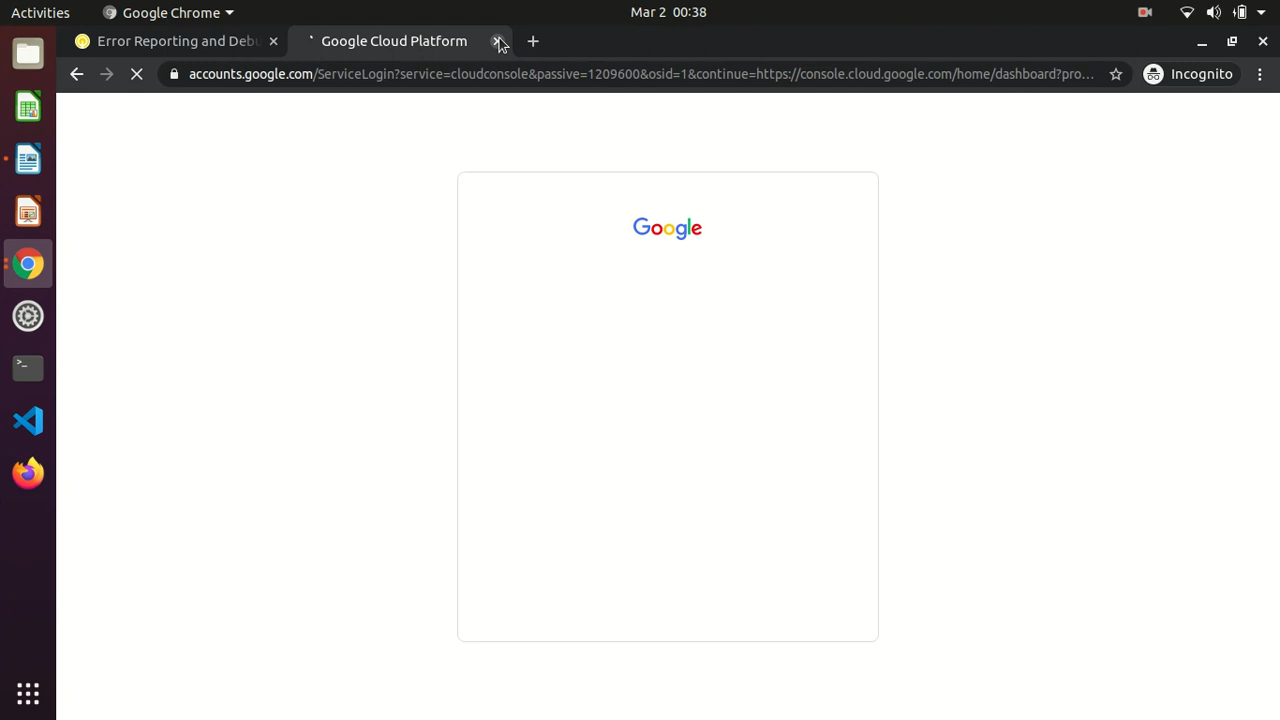 Activities Google Chrome Mar 2 00:38
Error Reporting and Debu Google Cloud Platform
accounts.google.com/ServiceLogin?service=cloudconsole&passive=1209600&osid=1&continue=https://console.cloud.google.com/home/dashboard?pro... Incognito
Google